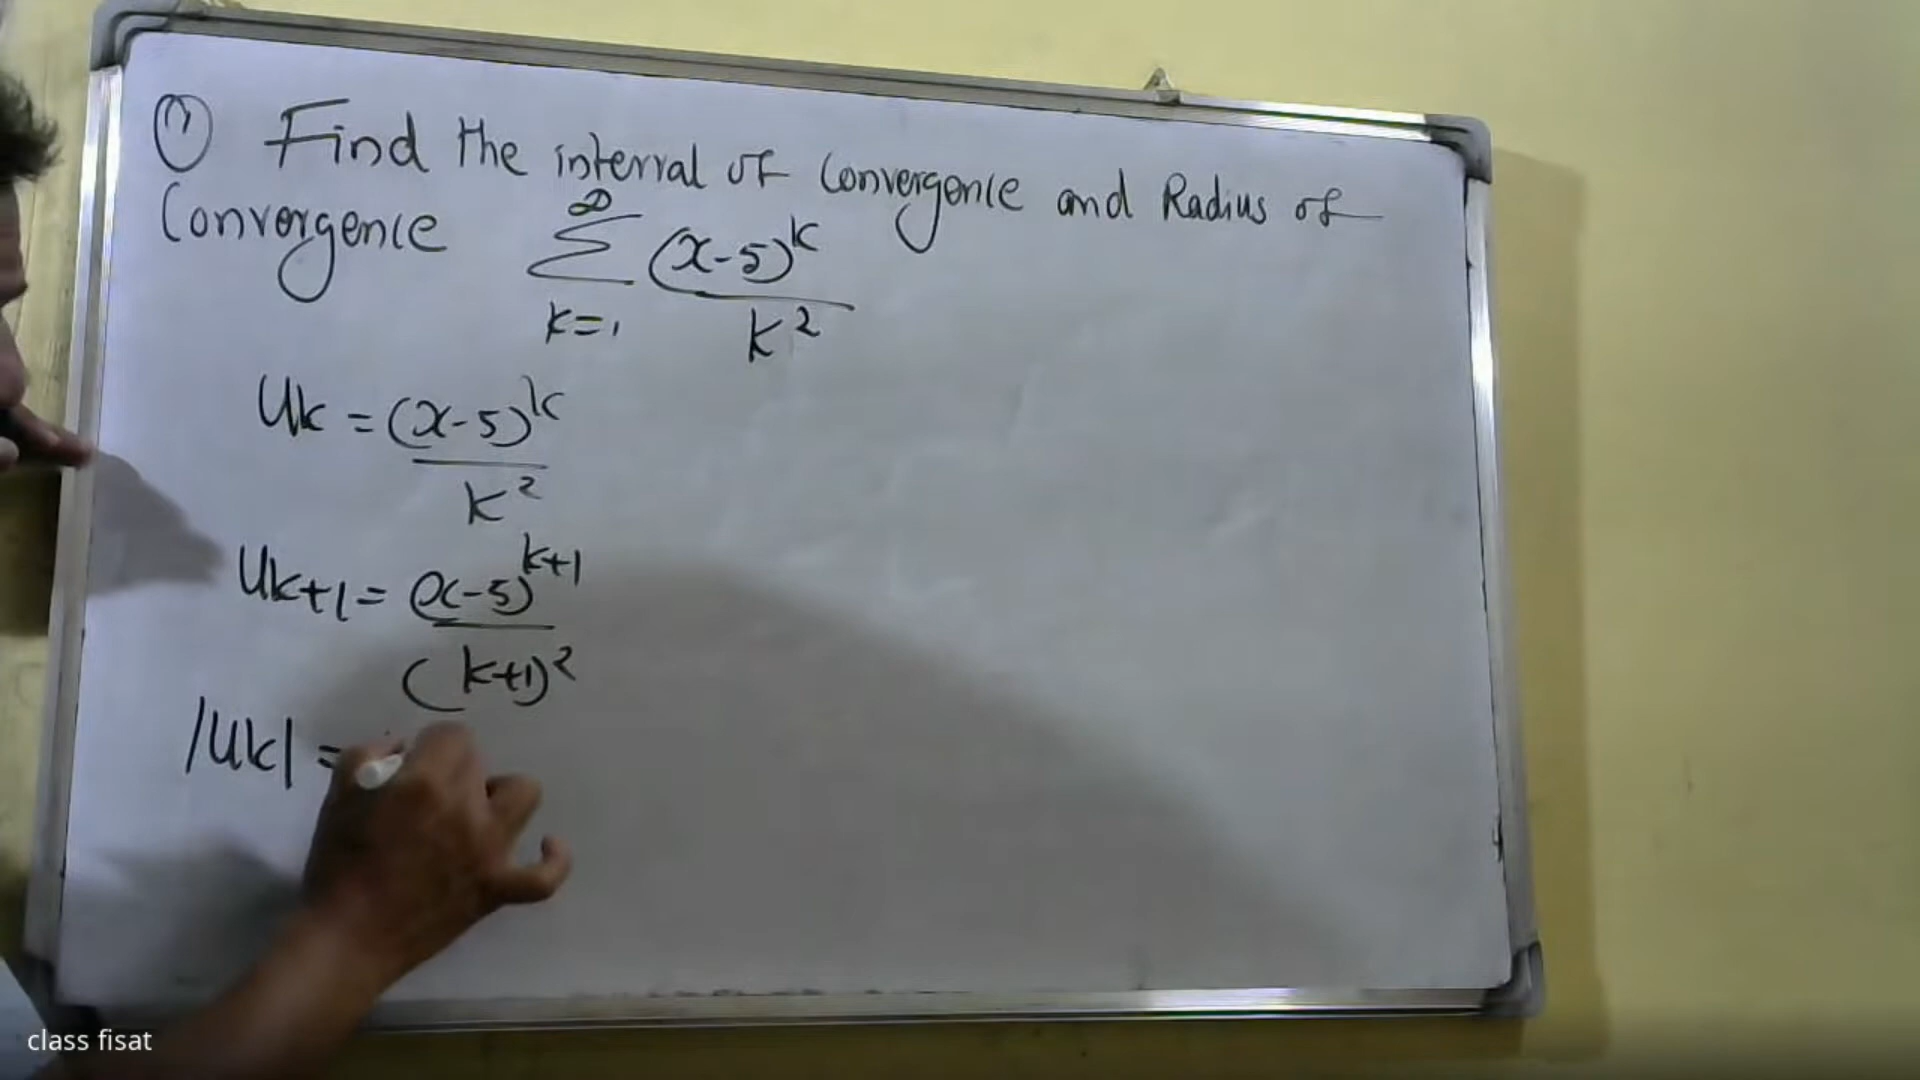 1) Find the interval of Convergence and Radius of
Convergence ∞ Σ k=1 (x-5)^k / k^2
Uk = (x-5)^k / k^2
Uk+1 = (x-5)^k+1 / (k+1)^2
|Uk| =
class fisat